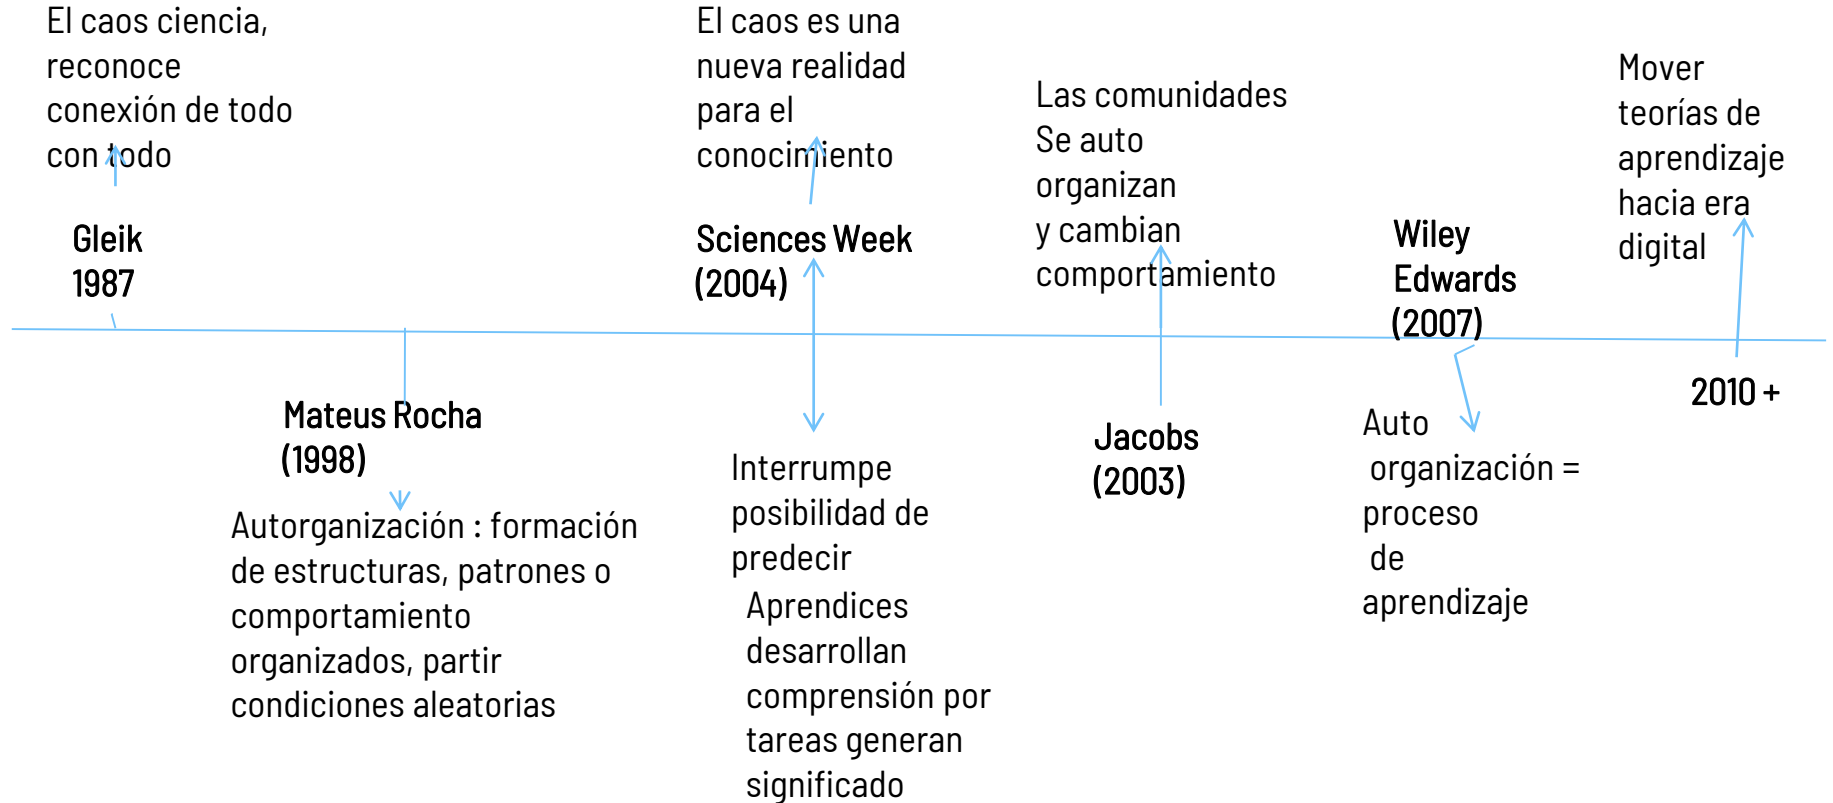 El caos ciencia,
reconoce
conexión de todo
con todo
Gleik
1987
Mateus Rocha
(1998)
Autorganización : formación
de estructuras, patrones o
comportamiento
organizados, partir
condiciones aleatorias
El caos es una
nueva realidad
para el
conocimiento
Sciences Week
(2004)
Interrumpe
posibilidad de
predecir
Aprendices
desarrollan
comprensión por
tareas generan
significado
Las comunidades
Se auto
organizan
y cambian
comportamiento
Jacobs
(2003)
Wiley
Edwards
(2007)
Auto
organización =
proceso
de
aprendizaje
Mover
teorías de
aprendizaje
hacia era
digital
2010 +